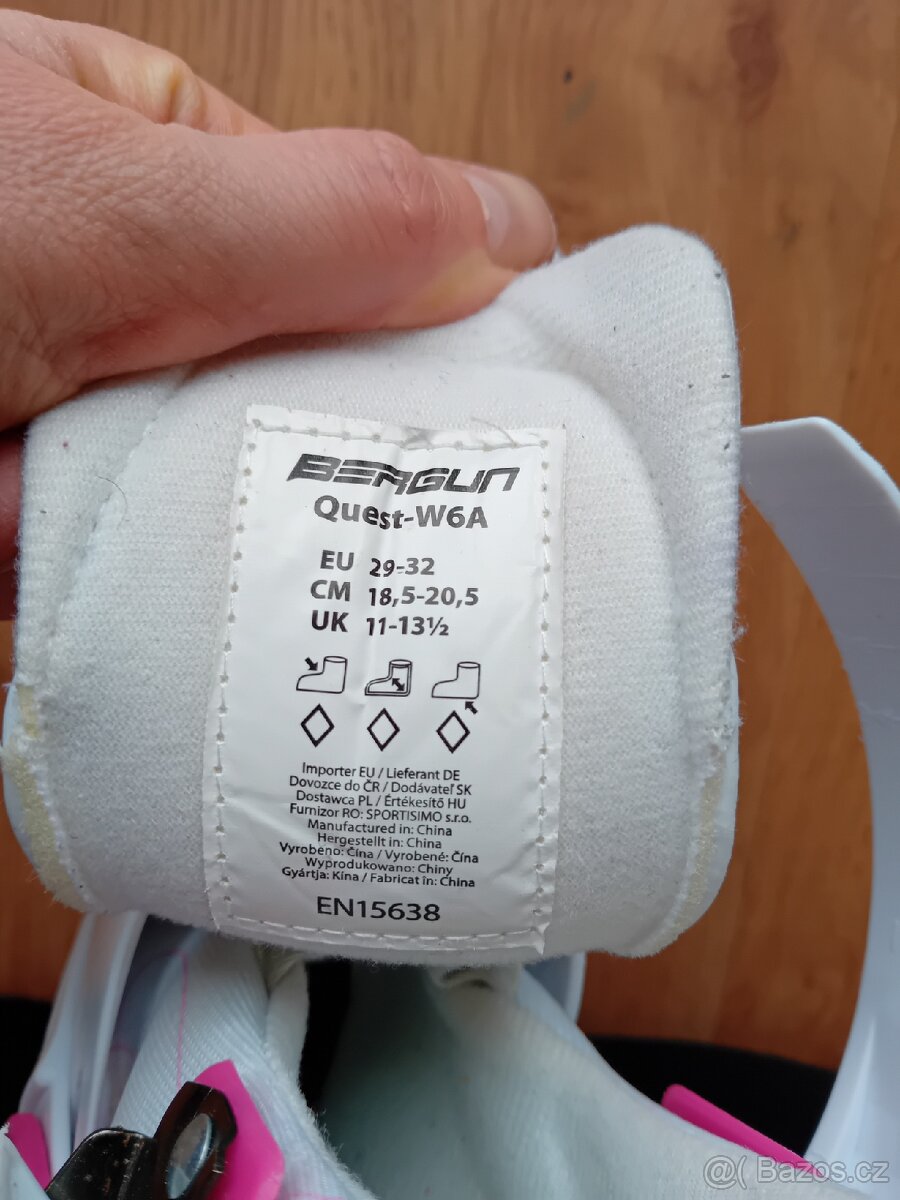 BERGUN
Quest-W6A
EU 29-32
CM 18,5-20,5
UK 11-13½
Importer EU / Lieferant DE
Dovozce do ČR / Dodávateľ SK
Dostawca PL / Értékesítő HU
Furnizor RO: SPORTISIMO s.r.o.
Manufactured in: China
Hergestellt in: China
Vyrobeno: Čína / Vyrobené: Čína
Wyprodukowano: Chiny
Gyártja: Kína / Fabricat în: China
EN15638
@( Bazos.cz